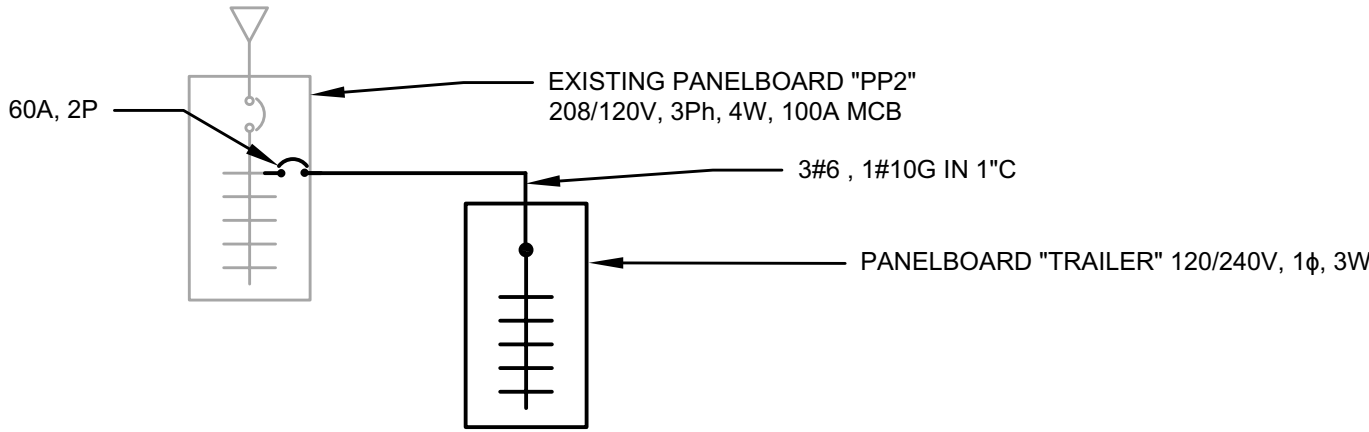 EXISTING PANELBOARD "PP2"
208/120V, 3Ph, 4W, 100A MCB
60A, 2P
3#6 , 1#10G IN 1"C
PANELBOARD "TRAILER" 120/240V, 1ϕ, 3W